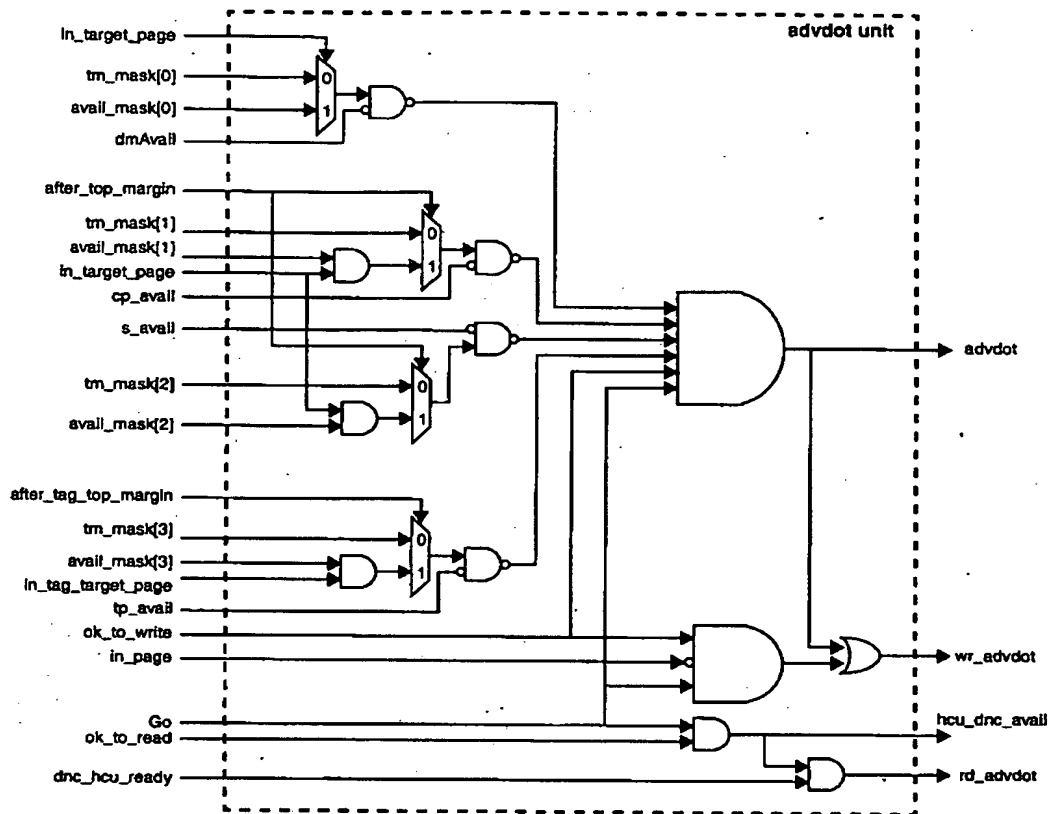 advdot unit
in_target_page
tm_mask[0]
0
avail_mask[0]
1
dmAvail
after_top_margin
tm_mask[1]
0
avail_mask[1]
in_target_page
1
cp_avail
s_avail
tm_mask[2]
0
avail_mask[2]
1
advdot
after_tag_top_margin
tm_mask[3]
0
avail_mask[3]
in_tag_target_page
1
tp_avail
ok_to_write
in_page
wr_advdot
Go
hcu_dnc_avail
ok_to_read
dnc_hcu_ready
rd_advdot